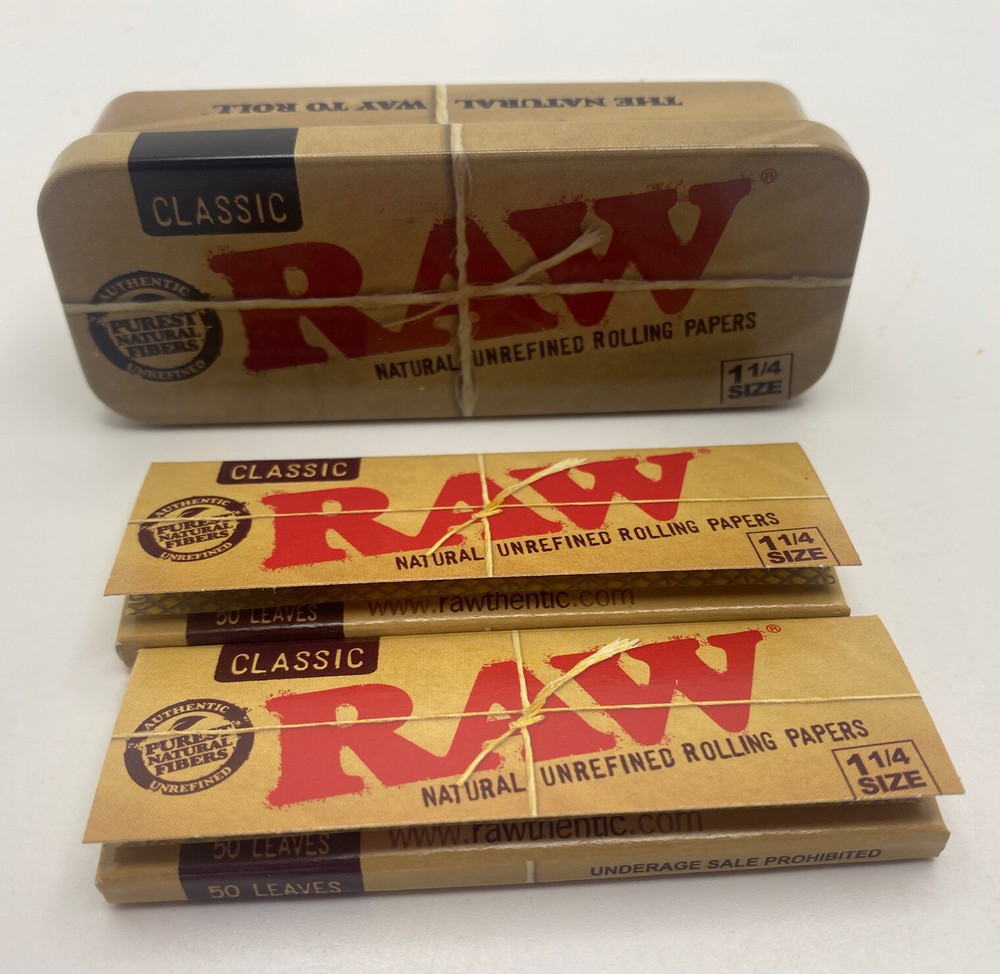 THE NATURAL WAY TO ROLL
CLASSIC
RAW®
AUTHENTIC
PUREST
NATURAL
FIBERS
UNREFINED
NATURAL UNREFINED ROLLING PAPERS
1 1/4
SIZE
CLASSIC
RAW®
AUTHENTIC
PUREST
NATURAL
FIBERS
UNREFINED
NATURAL UNREFINED ROLLING PAPERS
1 1/4
SIZE
50 LEAVES
www.rawthentic.com
CLASSIC
RAW®
AUTHENTIC
PUREST
NATURAL
FIBERS
UNREFINED
NATURAL UNREFINED ROLLING PAPERS
1 1/4
SIZE
50 LEAVES
www.rawthentic.com
50 LEAVES
UNDERAGE SALE PROHIBITED